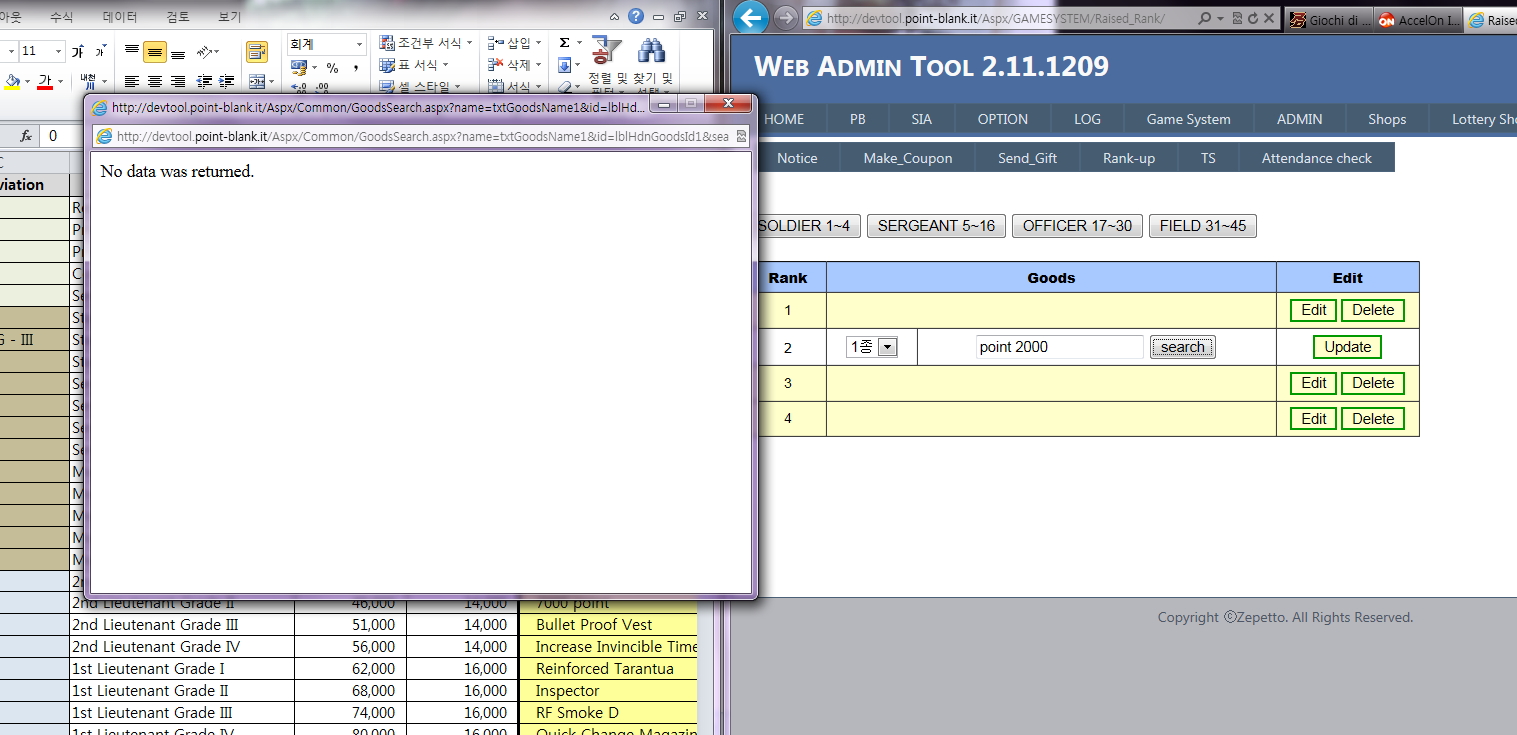 아웃 수식 데이터 검토 보기
11 가 가 회계 조건부 서식 삽입 Σ
가 내천 % , 표 서식 삭제
셀 스타일 서식 정렬 및 찾기 및
fx 0
http://devtool.point-blank.it/Aspx/Common/GoodsSearch.aspx?name=txtGoodsName1&id=lblHd...
http://devtool.point-blank.it/Aspx/Common/GoodsSearch.aspx?name=txtGoodsName1&id=lblHdnGoodsId1&sea
No data was returned.
C
viation
G - Ⅲ
2nd Lieutenant Grade Ⅱ 46,000 14,000 7000 point
2nd Lieutenant Grade Ⅲ 51,000 14,000 Bullet Proof Vest
2nd Lieutenant Grade Ⅳ 56,000 14,000 Increase Invincible Time
1st Lieutenant Grade Ⅰ 62,000 16,000 Reinforced Tarantua
1st Lieutenant Grade Ⅱ 68,000 16,000 Inspector
1st Lieutenant Grade Ⅲ 74,000 16,000 RF Smoke D
1st Lieutenant Grade Ⅳ 80,000 16,000 Quick Change Magazin
http://devtool.point-blank.it/Aspx/GAMESYSTEM/Raised_Rank/ Giochi di ... AccelOn I... Raised
WEB ADMIN TOOL 2.11.1209
HOME PB SIA OPTION LOG Game System ADMIN Shops Lottery Sho
Notice Make_Coupon Send_Gift Rank-up TS Attendance check
SOLDIER 1~4 SERGEANT 5~16 OFFICER 17~30 FIELD 31~45
Rank Goods Edit
1 Edit Delete
2 1종 point 2000 search Update
3 Edit Delete
4 Edit Delete
Copyright ⓒZepetto. All Rights Reserved.